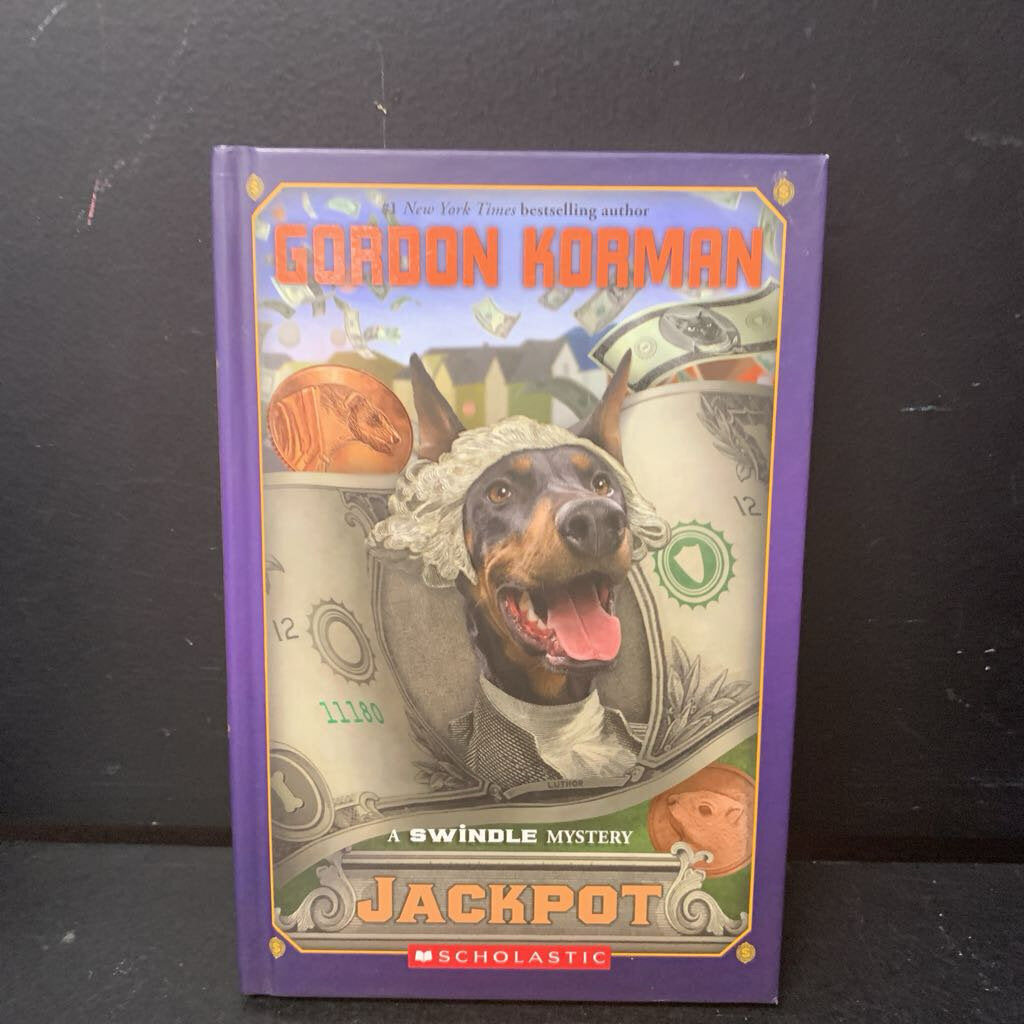 #1 New York Times bestselling author
GORDON KORMAN
12
12
11180
LUTHOR
A SWiNDLE MYSTERY
JACKPOT
SCHOLASTIC